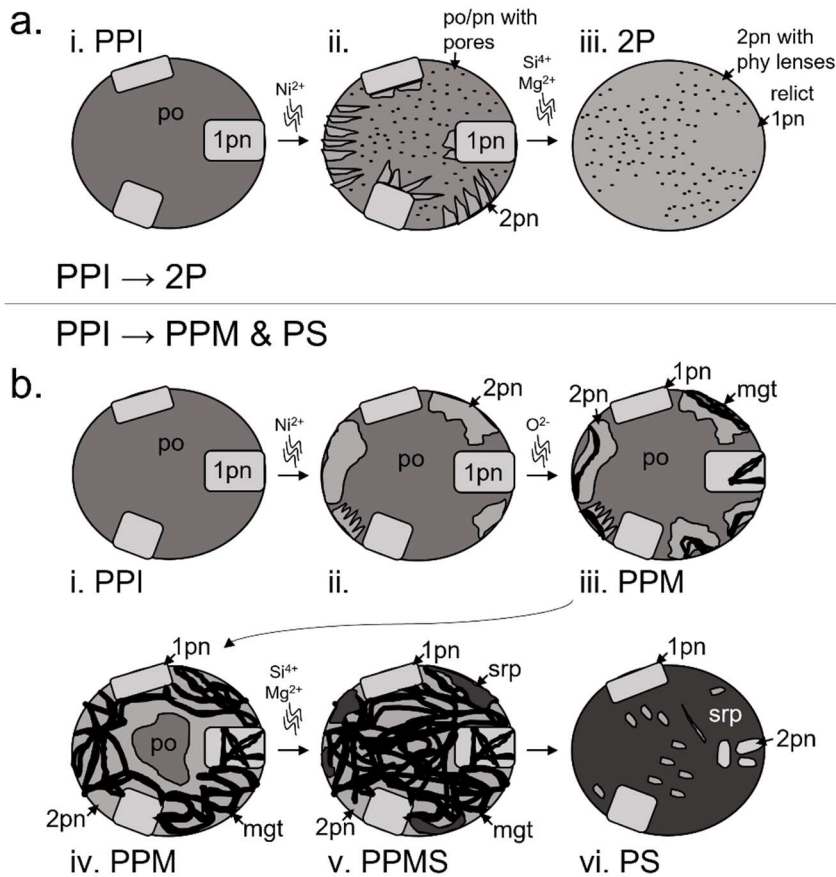 a.
i. PPI
ii.
iii. 2P
po/pn with
pores
2pn with
phy lenses
relict
1pn
po
1pn
Ni²⁺
1pn
2pn
Si⁴⁺
Mg²⁺
PPI → 2P
PPI → PPM & PS
b.
po
1pn
Ni²⁺
2pn
po
1pn
O²⁻
2pn
1pn
mgt
po
i. PPI
ii.
iii. PPM
1pn
po
2pn
mgt
Si⁴⁺
Mg²⁺
1pn
srp
2pn
mgt
1pn
srp
2pn
iv. PPM
v. PPMS
vi. PS